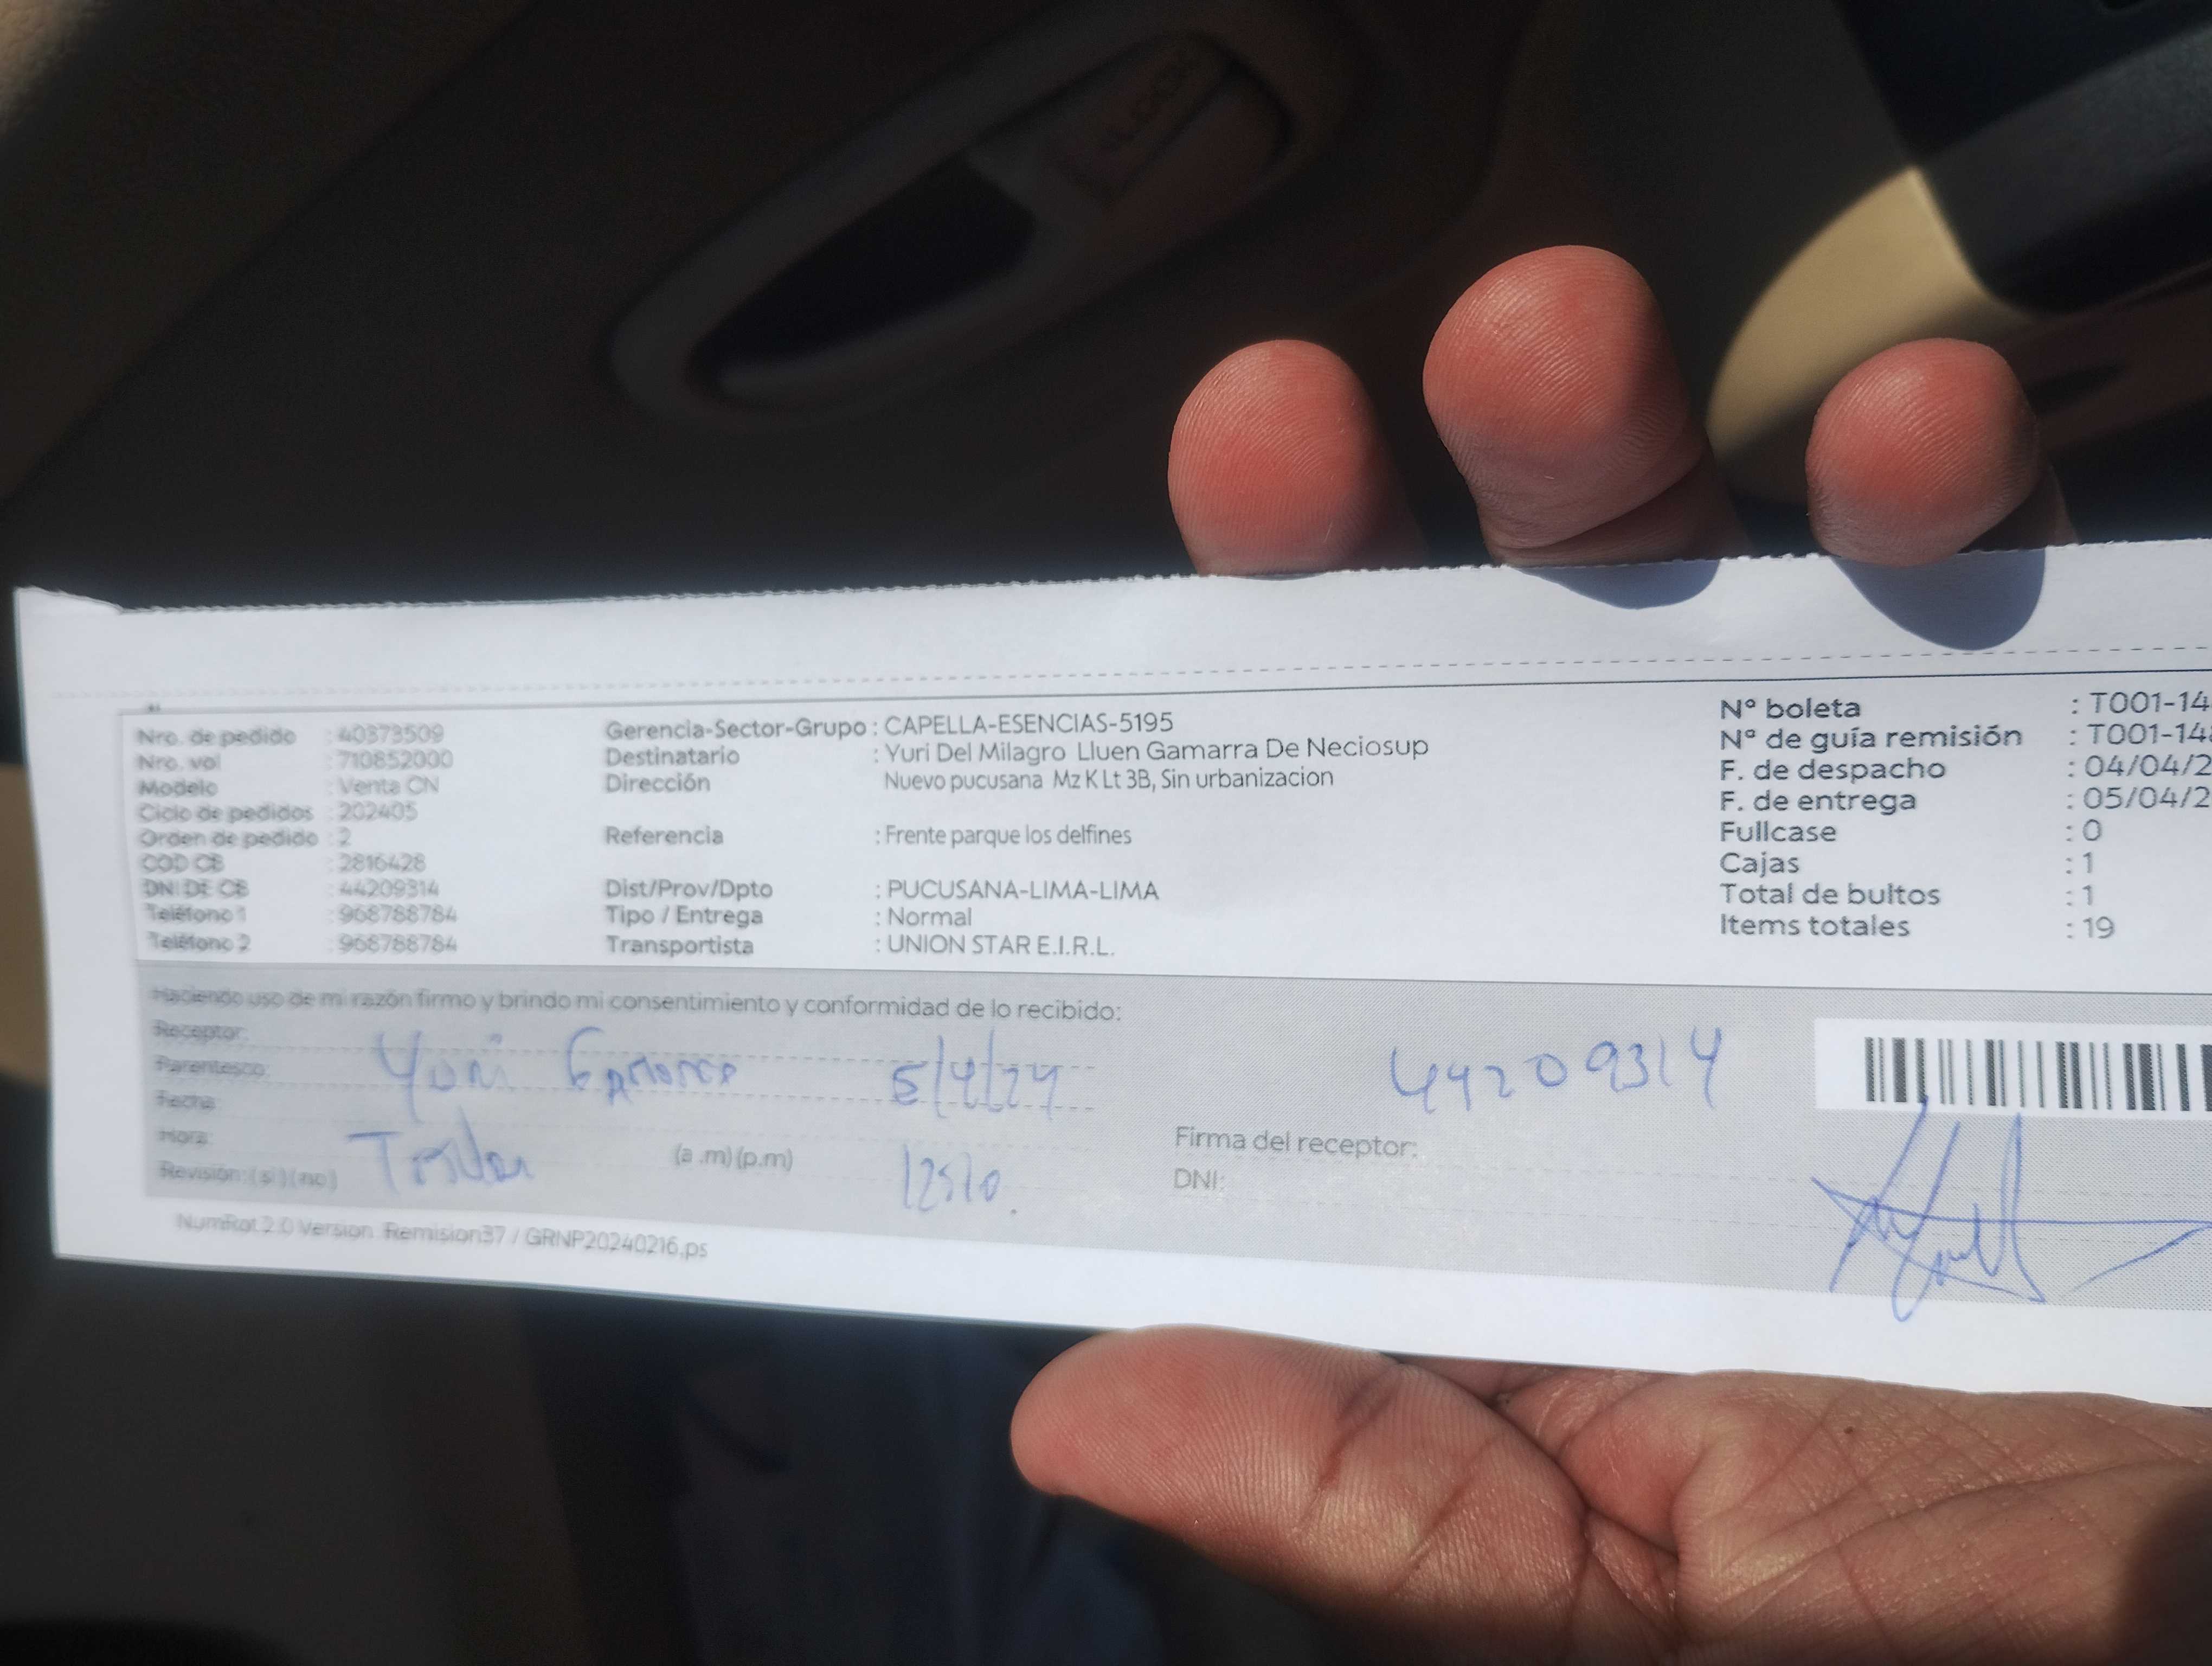 Nro. de pedido : 40373509 Gerencia-Sector-Grupo : CAPELLA-ESENCIAS-5195 Nº boleta : T001-14
Nro. vol : 710852000 Destinatario : Yuri Del Milagro Lluen Gamarra De Neciosup Nº de guía remisión : T001-14
Modelo : Venta CN Dirección Nuevo pucusana Mz K Lt 3B, Sin urbanizacion F. de despacho : 04/04/2
Ciclo de pedidos : 202405 F. de entrega : 05/04/2
Orden de pedido : 2 Referencia : Frente parque los delfines Fullcase : 0
COD CB : 2816428 Cajas : 1
DNI DE CB : 44209314 Dist/Prov/Dpto : PUCUSANA-LIMA-LIMA Total de bultos : 1
Teléfono 1 : 968788784 Tipo / Entrega : Normal Items totales : 19
Teléfono 2 : 968788784 Transportista : UNION STAR E.I.R.L.
Haciendo uso de mi razón firmo y brindo mi consentimiento y conformidad de lo recibido:
Receptor:
Parentesco: Yuri Gamarra 5/4/24 44209314
Fecha:
Hora: (a .m) (p.m) 12:10 Firma del receptor:
Revisión: (si) (no) DNI:
NumRot 2.0 Version Remision37 / GRNP20240216.ps